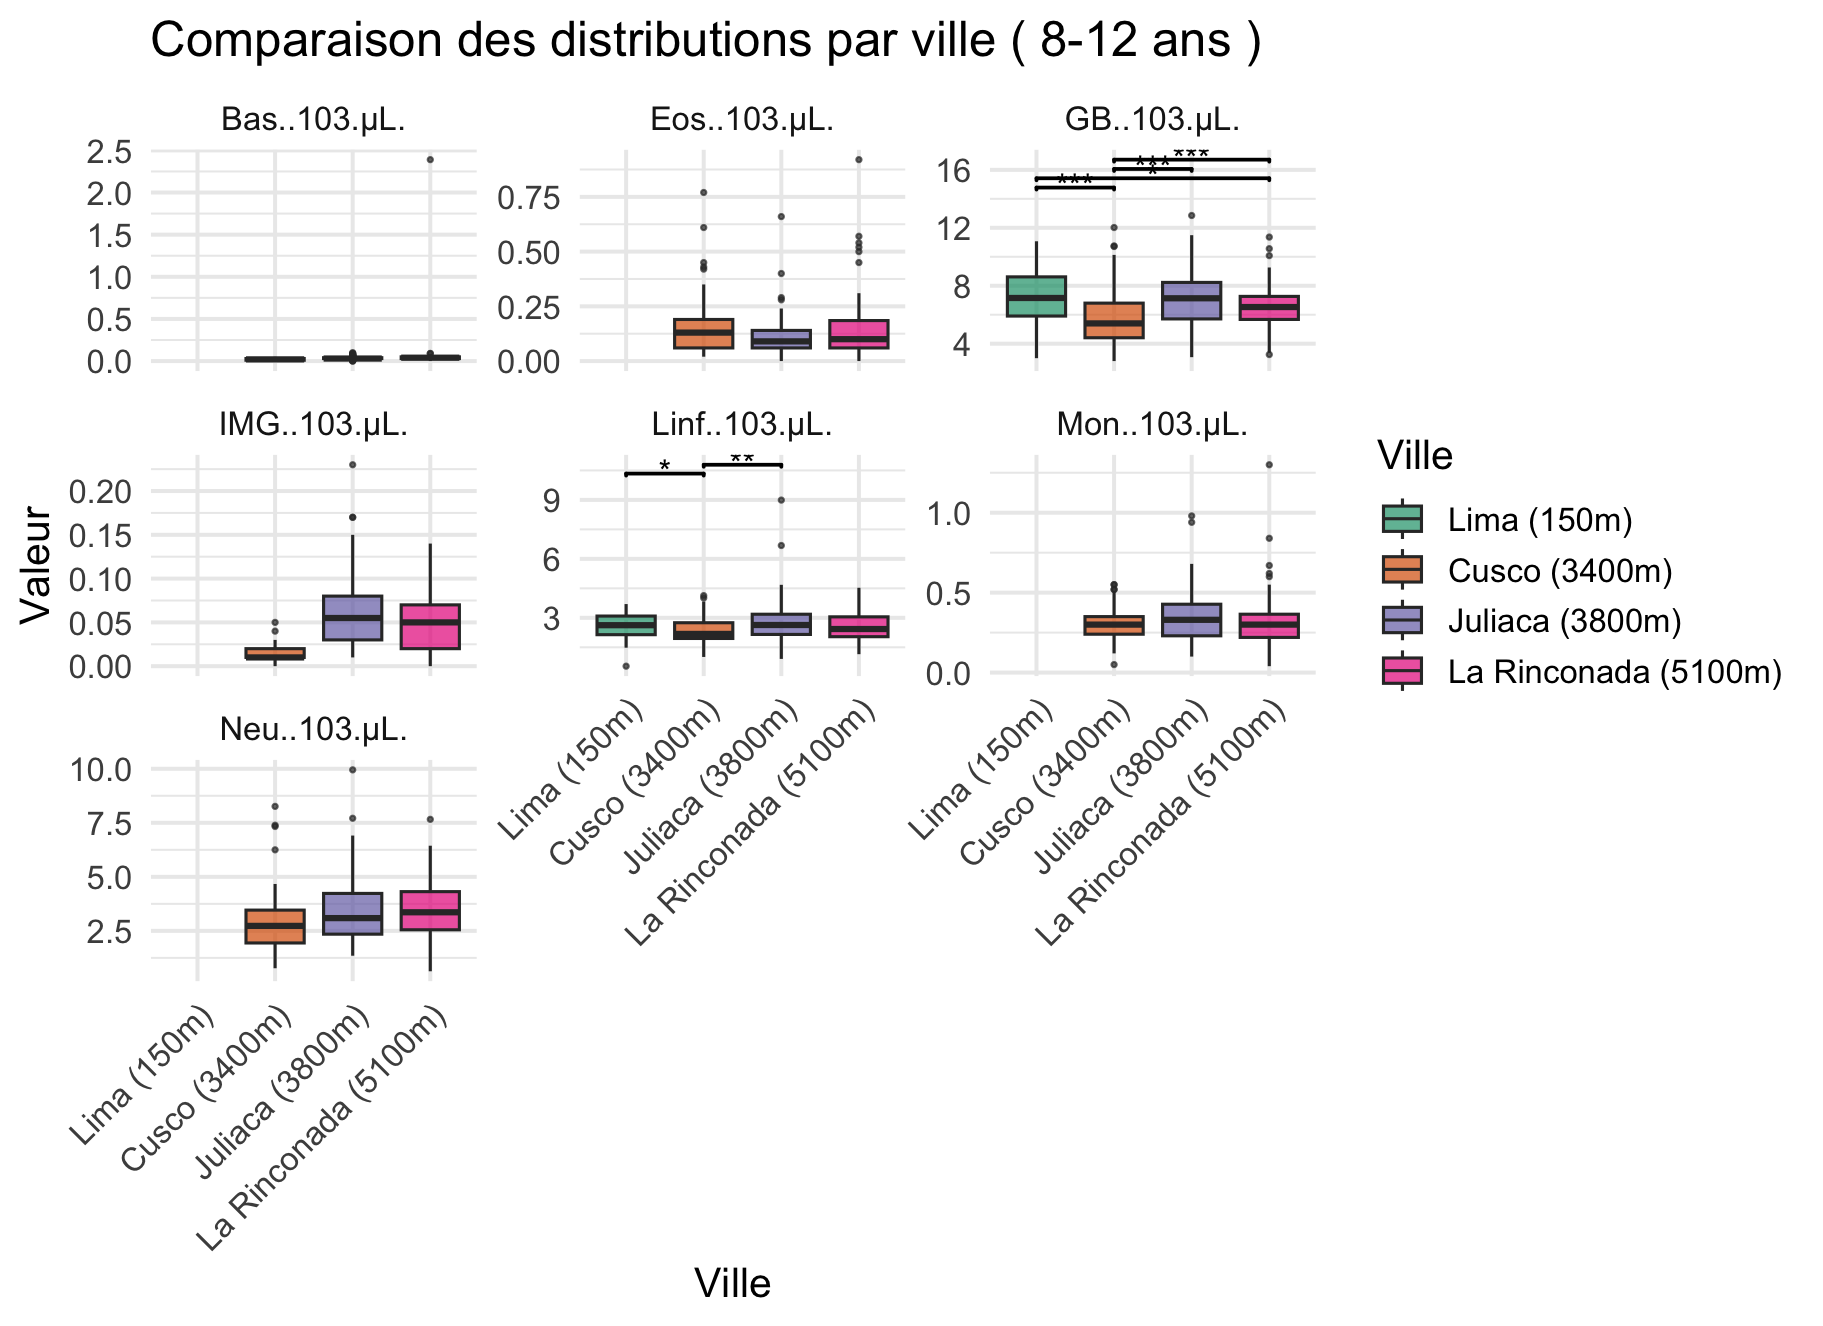 Comparaison des distributions par ville ( 8-12 ans )
Bas..103.µL.
2.5
2.0
1.5
1.0
0.5
0.0
Eos..103.µL.
0.75
0.50
0.25
0.00
GB..103.µL.
16
12
8
4
***
*
***
***
IMG..103.µL.
0.20
0.15
0.10
0.05
0.00
Linf..103.µL.
9
6
3
*
**
Mon..103.µL.
1.0
0.5
0.0
Lima (150m)
Cusco (3400m)
Juliaca (3800m)
La Rinconada (5100m)
Lima (150m)
Cusco (3400m)
Juliaca (3800m)
La Rinconada (5100m)
Neu..103.µL.
10.0
7.5
5.0
2.5
Lima (150m)
Cusco (3400m)
Juliaca (3800m)
La Rinconada (5100m)
Valeur
Ville
Ville
Lima (150m)
Cusco (3400m)
Juliaca (3800m)
La Rinconada (5100m)